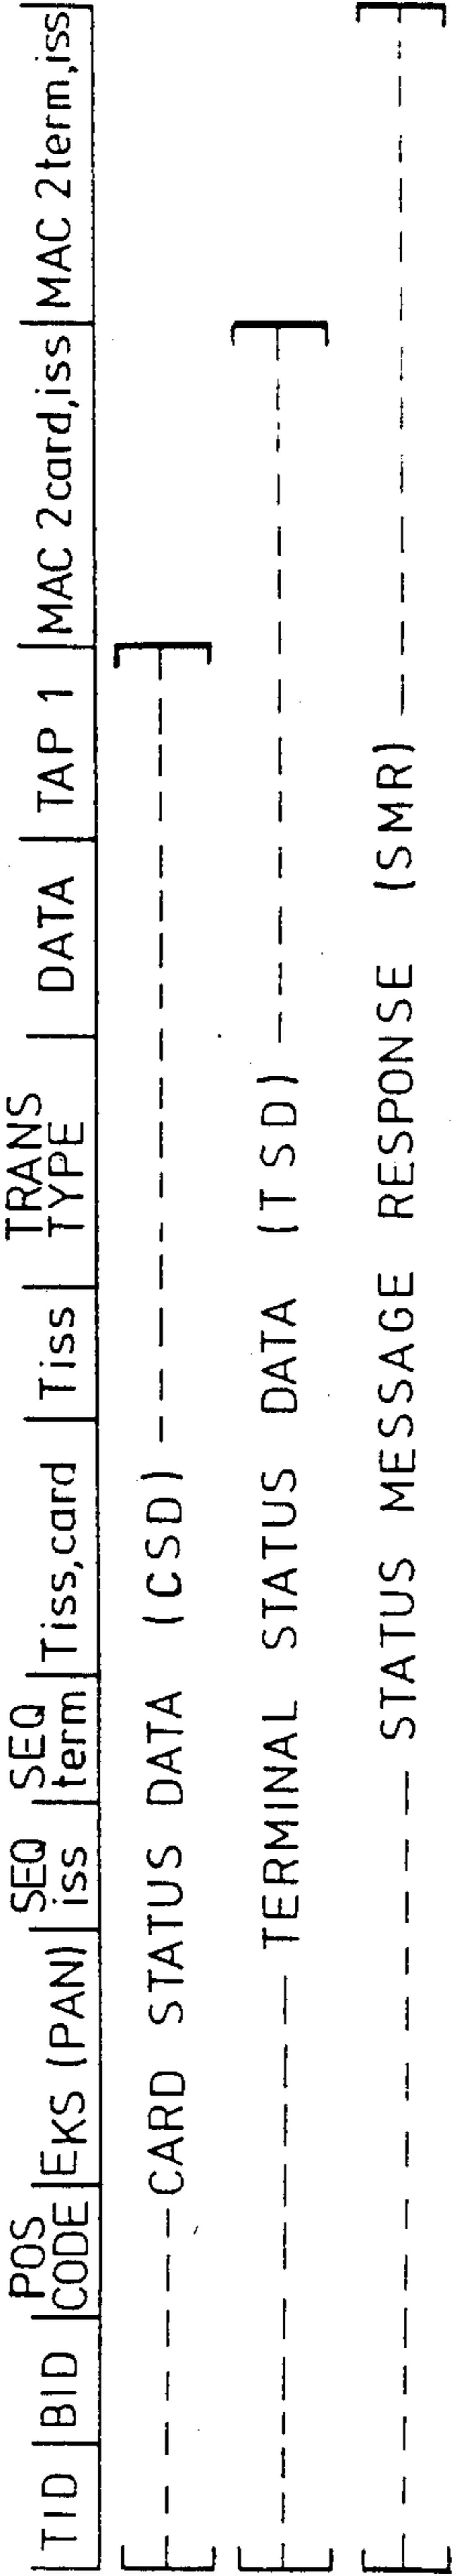 TID | BID | POS CODE | EKS (PAN) | SEQ iss | SEQ term | Tiss,card | Tiss | TRANS TYPE | DATA | TAP 1 | MAC 2card,iss | MAC 2term,iss
CARD STATUS DATA (CSD)
TERMINAL STATUS DATA (TSD)
STATUS MESSAGE RESPONSE (SMR)